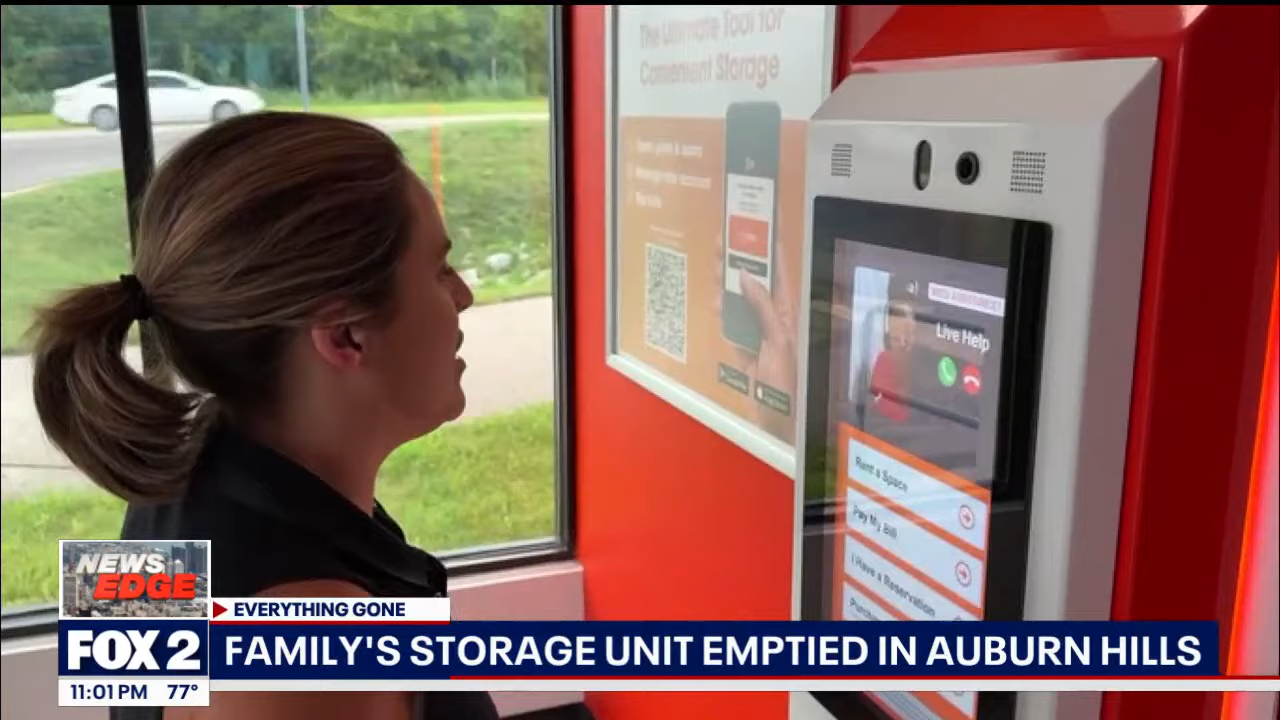 The Ultimate Tool for
Convenient Storage
Live Help
Rent a Space
Pay My Bill
I Have a Reservation
NEWS
EDGE
EVERYTHING GONE
FOX 2
FAMILY'S STORAGE UNIT EMPTIED IN AUBURN HILLS
11:01 PM 77°